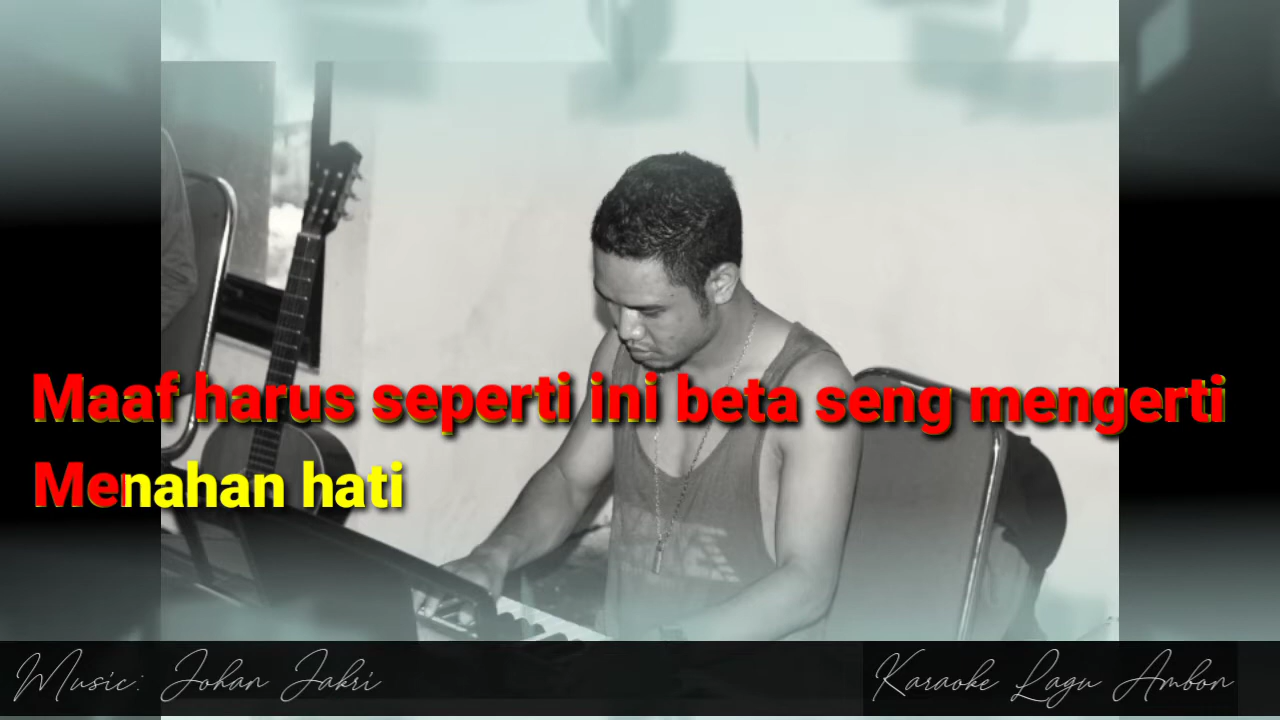 Maaf harus seperti ini beta seng mengerti
Menahan hati
Music: Johan Jakri
Karaoke Lagu Ambon